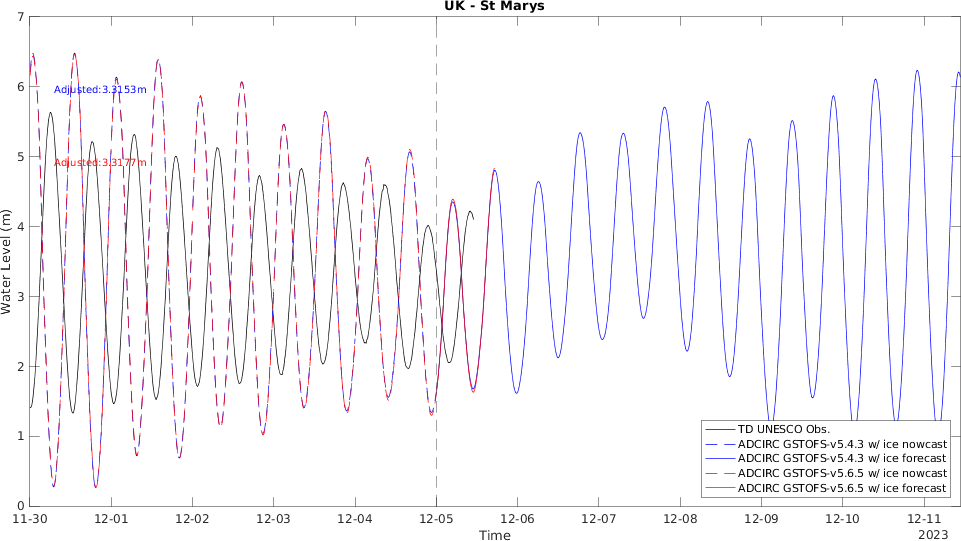 UK - St Marys
7
6
5
4
3
2
1
0
Water Level (m)
Adjusted:3.3153m
Adjusted:3.3177m
TD UNESCO Obs.
ADCIRC GSTOFS-v5.4.3 w/ ice nowcast
ADCIRC GSTOFS-v5.4.3 w/ ice forecast
ADCIRC GSTOFS-v5.6.5 w/ ice nowcast
ADCIRC GSTOFS-v5.6.5 w/ ice forecast
11-30 12-01 12-02 12-03 12-04 12-05 12-06 12-07 12-08 12-09 12-10 12-11
Time
2023